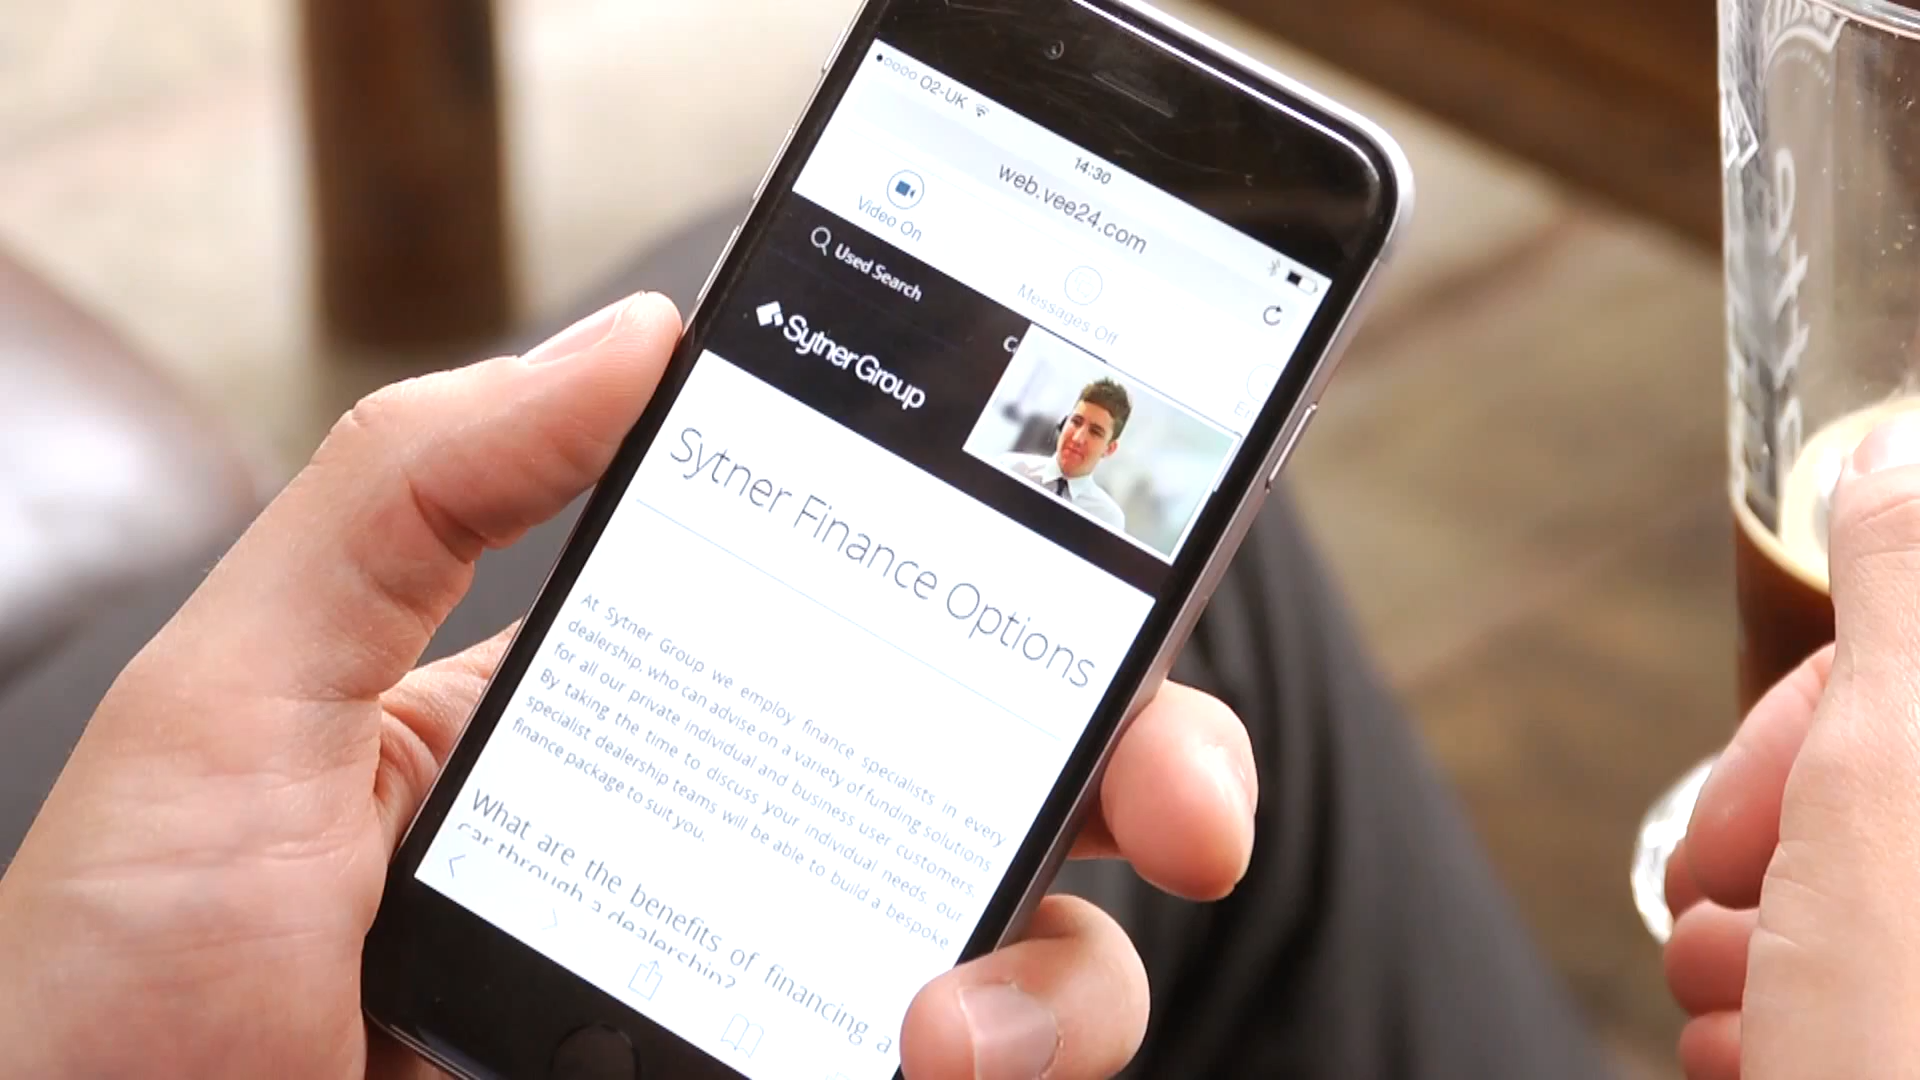 O2-UK
14:30
web.vee24.com
Video On
Messages Off
Used Search
Sytner Group
Sytner Finance Options
At Sytner Group we employ finance specialists in every
dealership, who can advise on a variety of funding solutions
for all our private individual and business user customers.
By taking the time to discuss your individual needs, our
specialist dealership teams will be able to build a bespoke
finance package to suit you.
What are the benefits of financing a
car through a dealership?